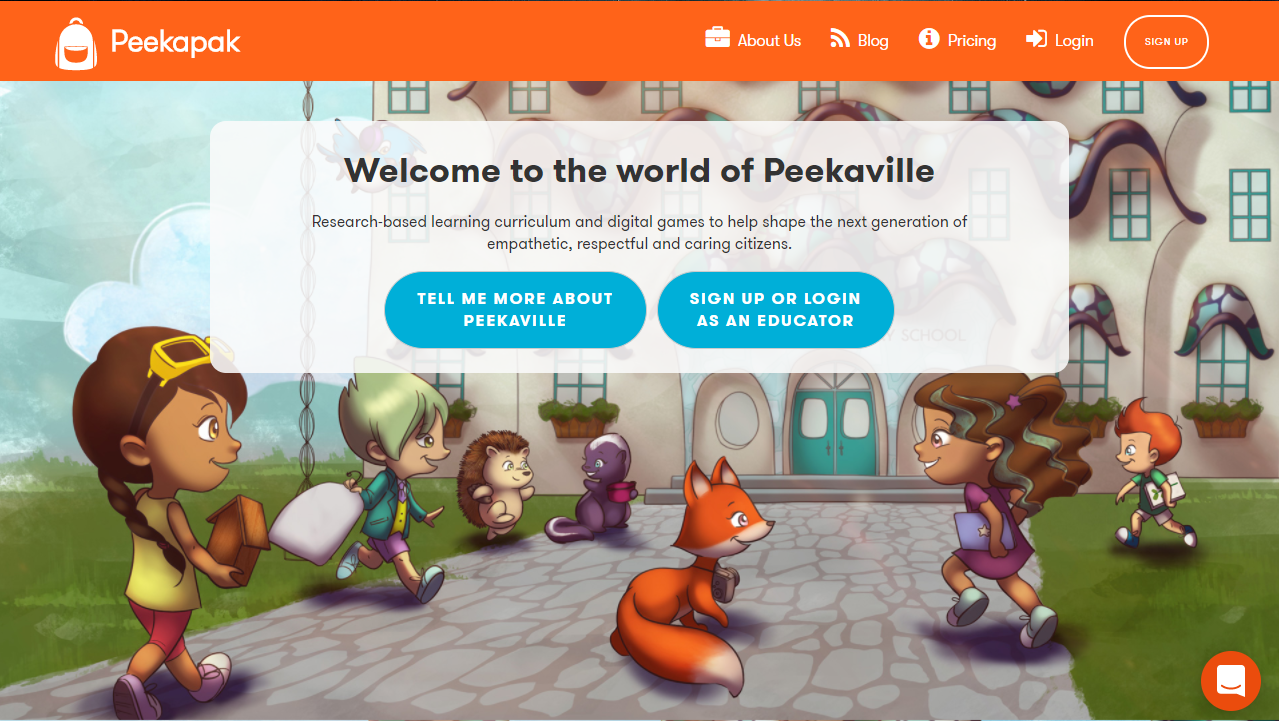 Peekapak
About Us
Blog
Pricing
Login
SIGN UP
Welcome to the world of Peekaville
Research-based learning curriculum and digital games to help shape the next generation of
empathetic, respectful and caring citizens.
TELL ME MORE ABOUT
PEEKAVILLE
SIGN UP OR LOGIN
AS AN EDUCATOR
SCHOOL